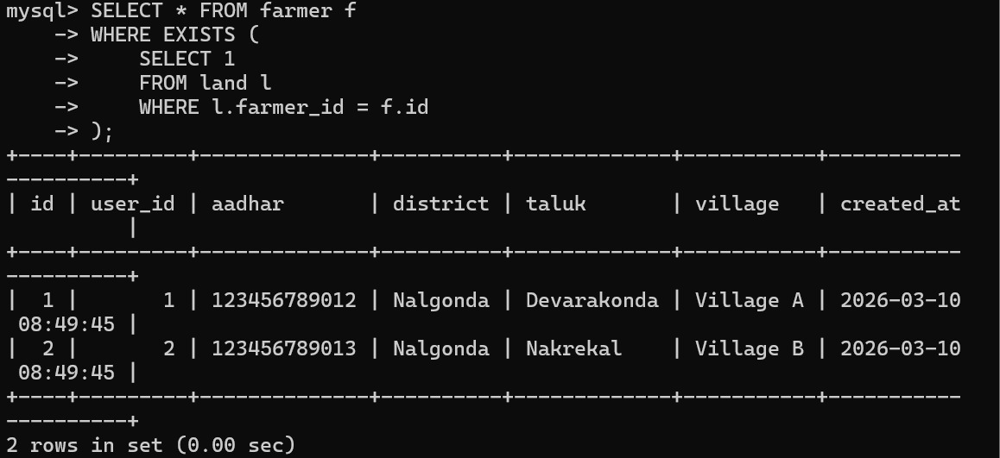 mysql> SELECT * FROM farmer f
    -> WHERE EXISTS (
    ->     SELECT 1
    ->     FROM land l
    ->     WHERE l.farmer_id = f.id
    -> );
+----+---------+--------------+----------+-------------+-----------+-----------
----------+
| id | user_id | aadhar       | district | taluk       | village   | created_at
          |
+----+---------+--------------+----------+-------------+-----------+-----------
----------+
|  1 |       1 | 123456789012 | Nalgonda | Devarakonda | Village A | 2026-03-10
 08:49:45 |
|  2 |       2 | 123456789013 | Nalgonda | Nakrekal    | Village B | 2026-03-10
 08:49:45 |
+----+---------+--------------+----------+-------------+-----------+-----------
----------+
2 rows in set (0.00 sec)